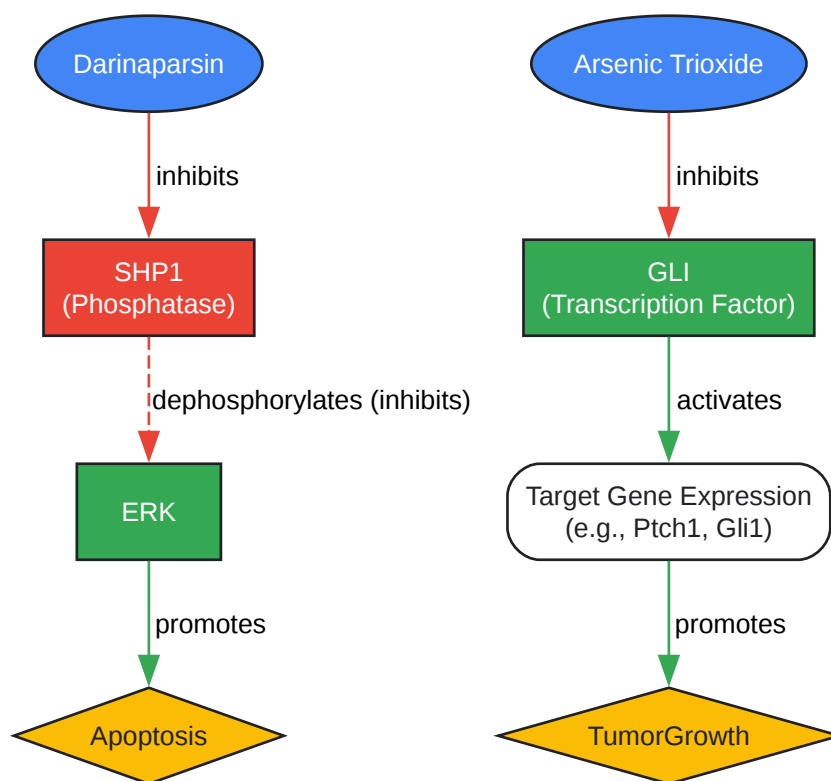 Darinaparsin
inhibits
SHP1
(Phosphatase)
dephosphorylates (inhibits)
ERK
promotes
Apoptosis
Arsenic Trioxide
inhibits
GLI
(Transcription Factor)
activates
Target Gene Expression
(e.g., Ptch1, Gli1)
promotes
TumorGrowth